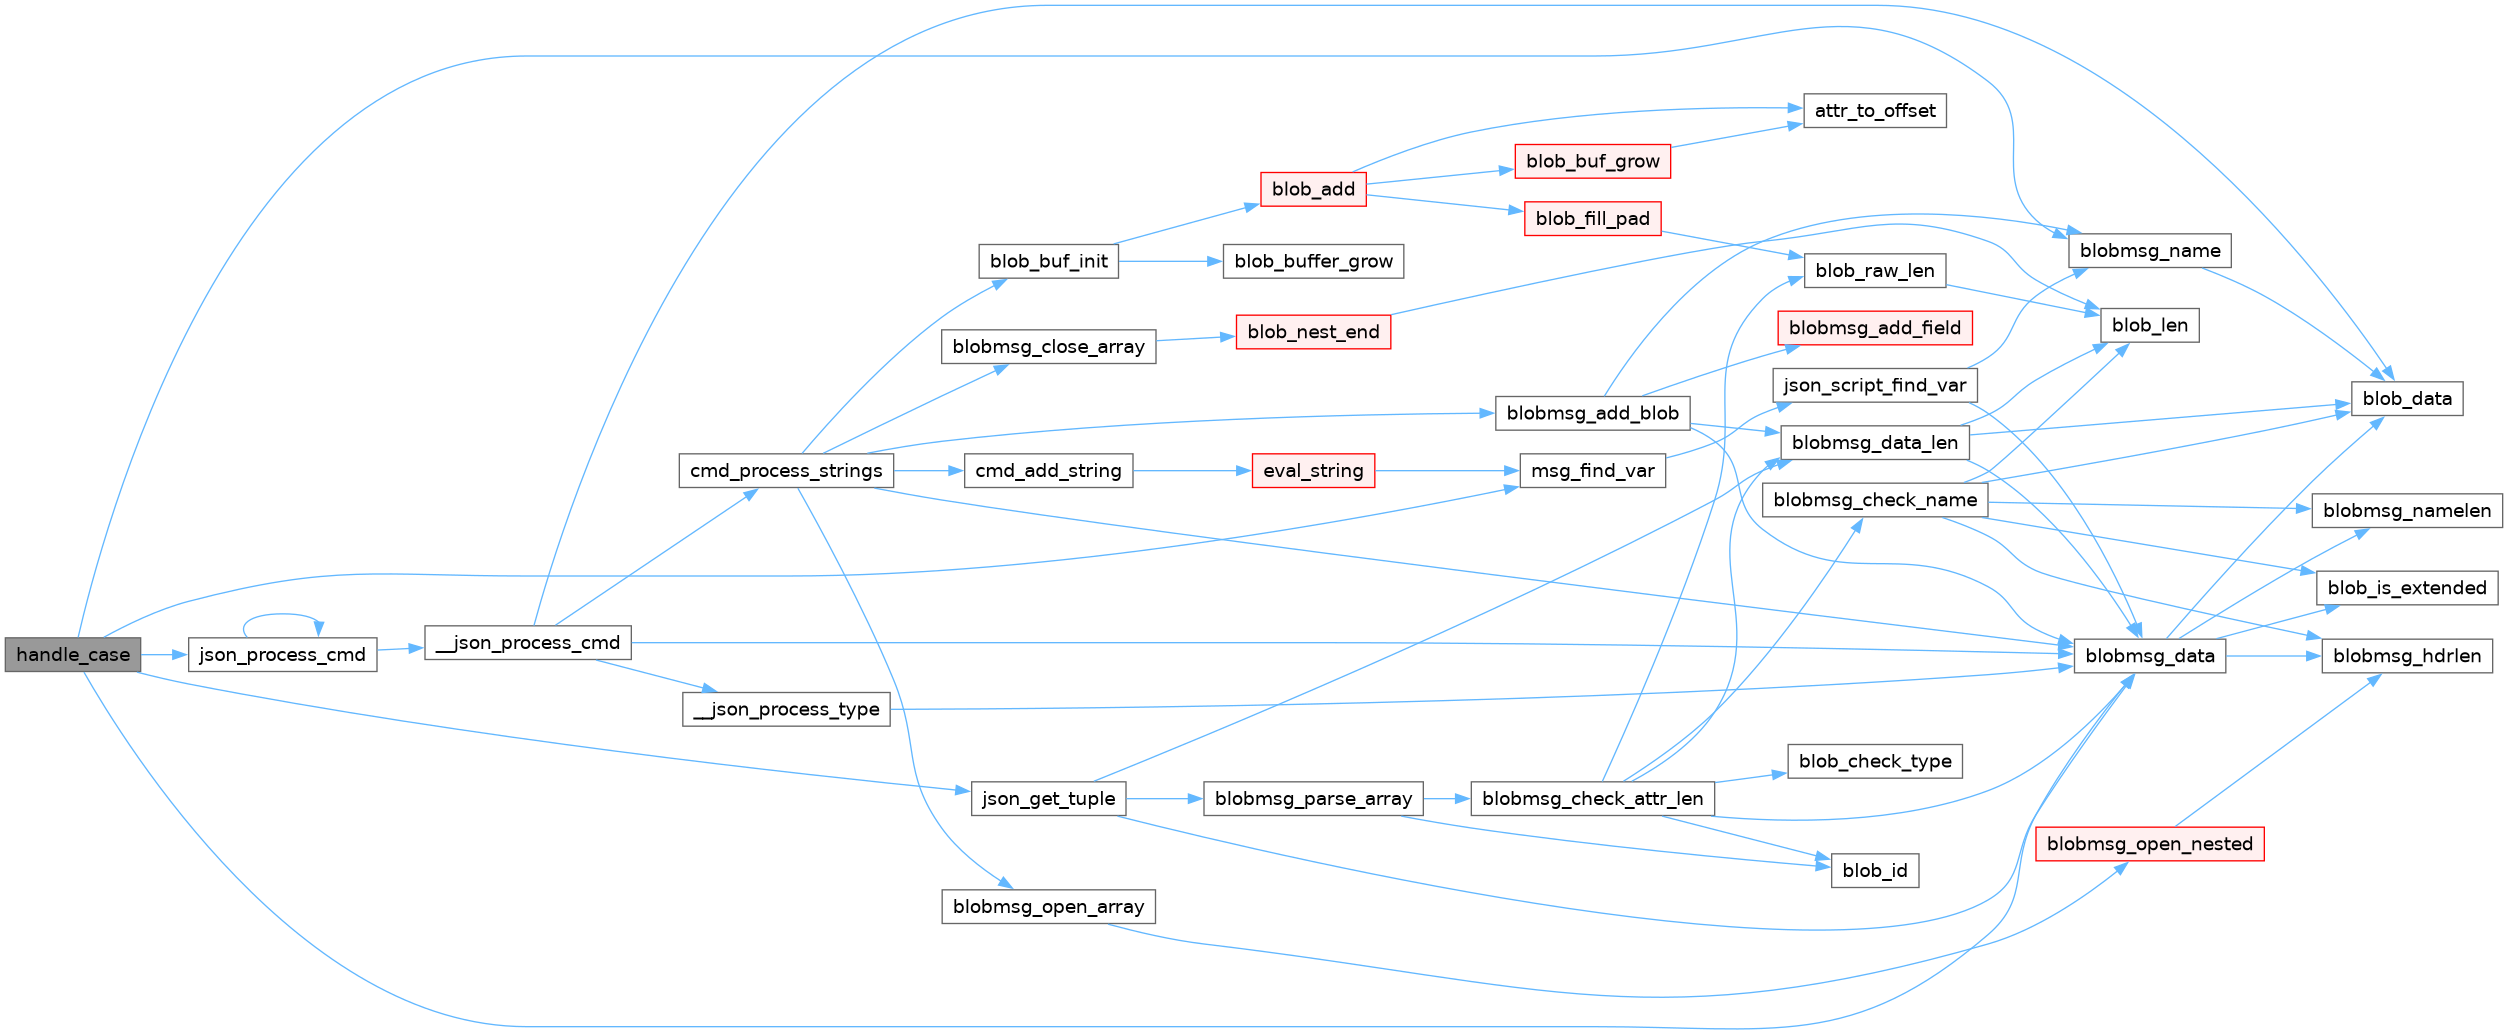 handle_case
json_process_cmd
__json_process_cmd
cmd_process_strings
__json_process_type
blob_buf_init
blobmsg_close_array
cmd_add_string
json_get_tuple
blobmsg_open_array
blob_add
blob_buffer_grow
blob_nest_end
eval_string
blobmsg_parse_array
blob_buf_grow
blob_fill_pad
blobmsg_add_blob
msg_find_var
blobmsg_check_attr_len
attr_to_offset
blob_raw_len
blobmsg_add_field
json_script_find_var
blobmsg_data_len
blobmsg_check_name
blob_check_type
blob_id
blobmsg_name
blob_len
blobmsg_data
blobmsg_open_nested
blob_data
blobmsg_namelen
blob_is_extended
blobmsg_hdrlen